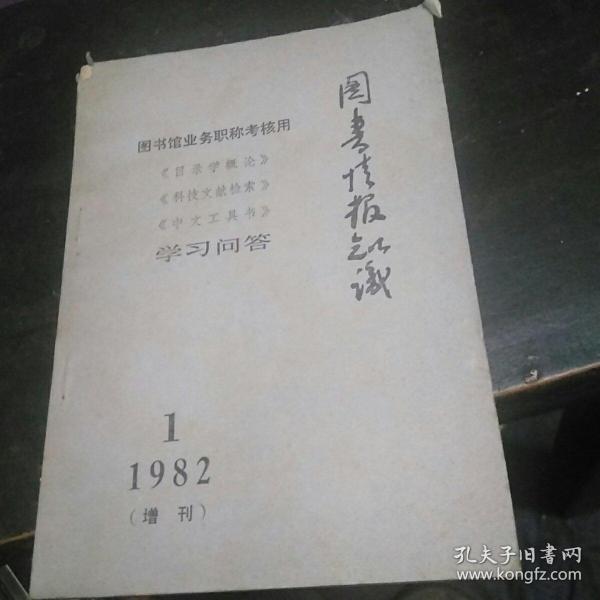 图书馆业务职称考核用
《目录学概论》
《科技文献检索》
《中文工具书》
学习问答
图书情报知识
1
1982
（增刊）
孔夫子旧书网
www.kongfz.com